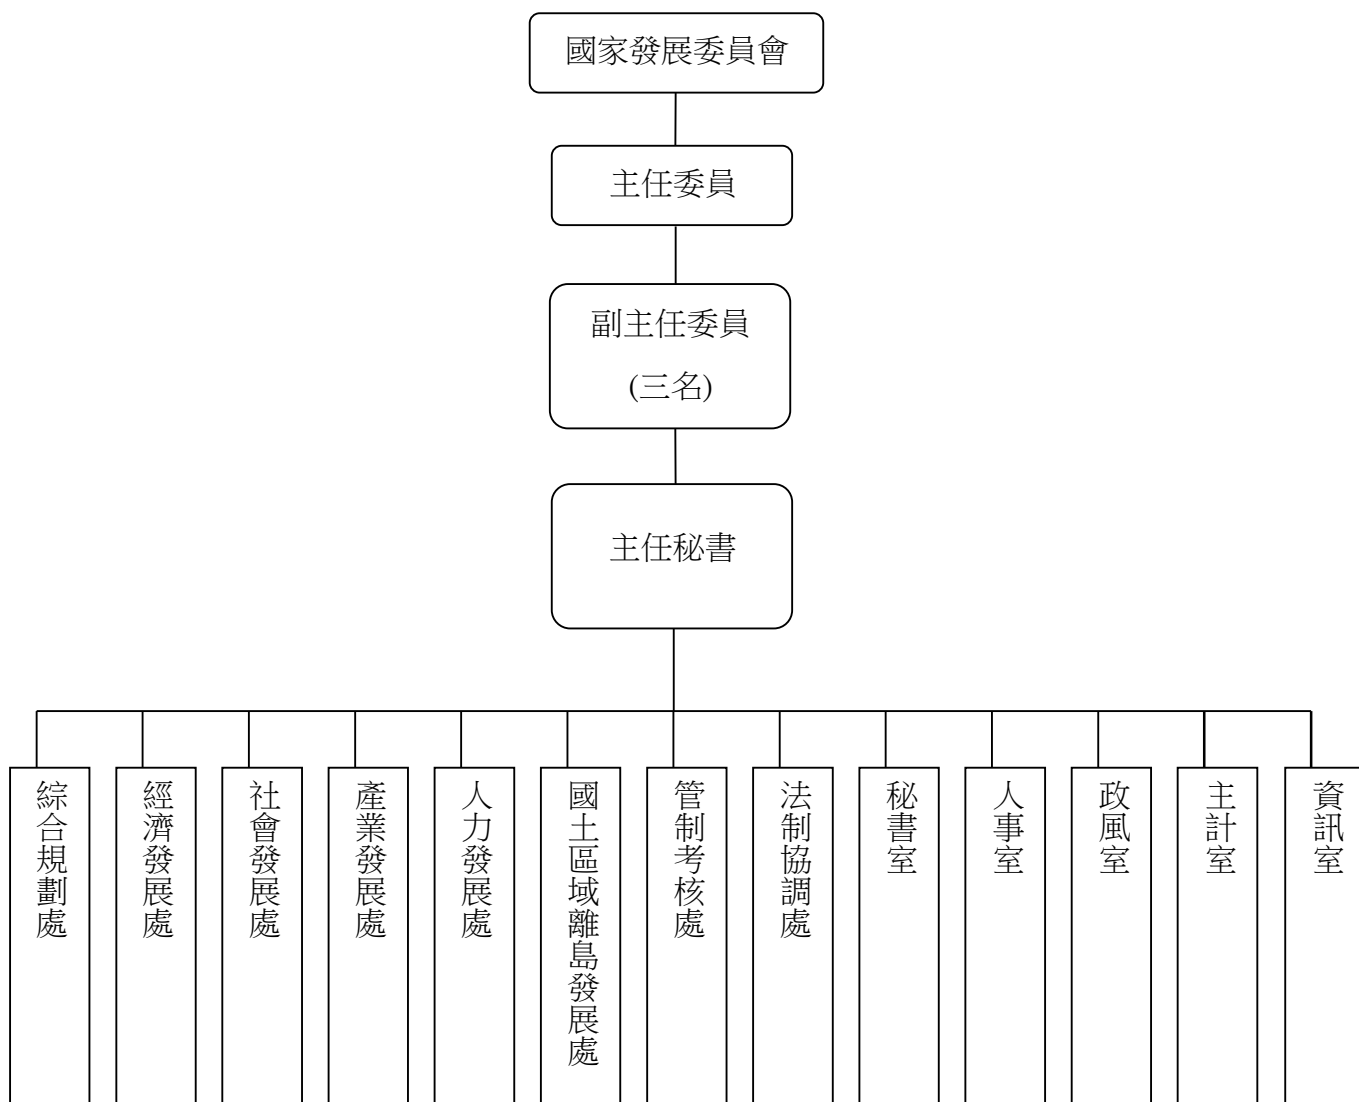 國家發展委員會
主任委員
副主任委員
(三名)
主任秘書
綜合規劃處
經濟發展處
社會發展處
產業發展處
人力發展處
國土區域離島發展處
管制考核處
法制協調處
秘書室
人事室
政風室
主計室
資訊室